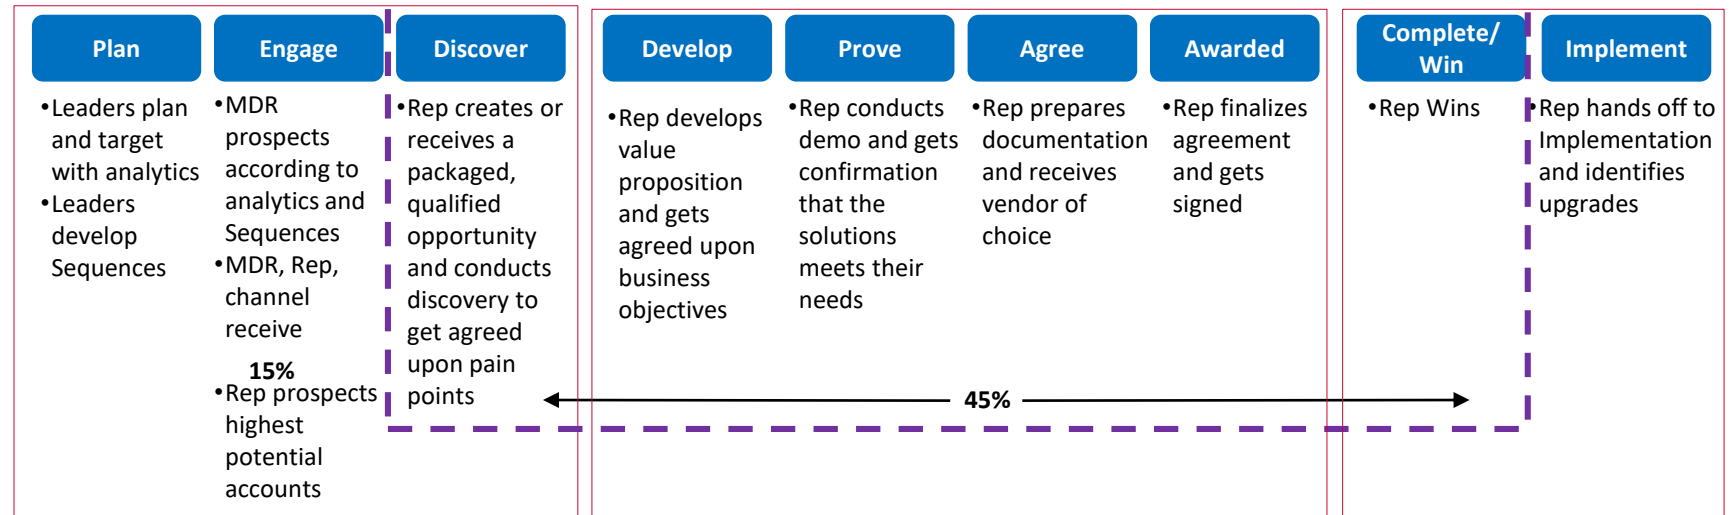 Plan
•Leaders plan
and target
with analytics
•Leaders
develop
Sequences
Engage
•MDR
prospects
according to
analytics and
Sequences
•MDR, Rep,
channel
receive
15%
•Rep prospects
highest
potential
accounts
Discover
•Rep creates or
receives a
packaged,
qualified
opportunity
and conducts
discovery to
get agreed
upon pain
points
Develop
•Rep develops
value
proposition
and gets
agreed upon
business
objectives
Prove
•Rep conducts
demo and gets
confirmation
that the
solutions
meets their
needs
Agree
•Rep prepares
documentation
and receives
vendor of
choice
Awarded
•Rep finalizes
agreement
and gets
signed
45%
Complete/
Win
•Rep Wins
Implement
•Rep hands off to
Implementation
and identifies
upgrades